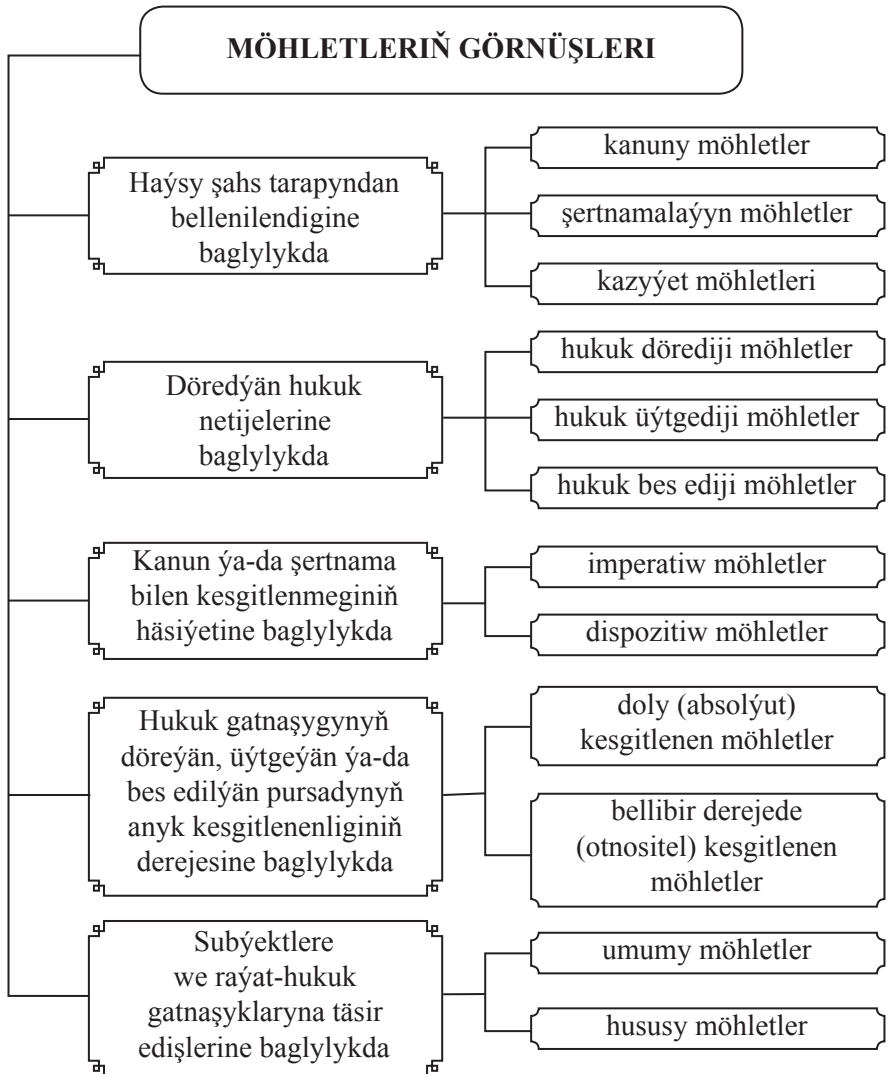 MÖHLETLERIŇ GÖRNÜŞLERI
Haýsy şahs tarapyndan
bellenilendigine
baglylykda
kanuny möhletler
şertnamalaýyn möhletler
kazyýet möhletleri
Döredýän hukuk
netijelerine
baglylykda
hukuk dörediji möhletler
hukuk üýtgediji möhletler
hukuk bes ediji möhletler
Kanun ýa-da şertnama
bilen kesgitlenmeginiň
häsiýetine baglylykda
imperatiw möhletler
dispozitiw möhletler
Hukuk gatnaşygynyň
döreýän, üýtgeýän ýa-da
bes edilýän pursadynyň
anyk kesgitlenenliginiň
derejesine baglylykda
doly (absolýut)
kesgitlenen möhletler
bellibir derejede
(otnositel) kesgitlenen
möhletler
Subýektlere
we raýat-hukuk
gatnaşyklaryna täsir
edişlerine baglylykda
umumy möhletler
hususy möhletler